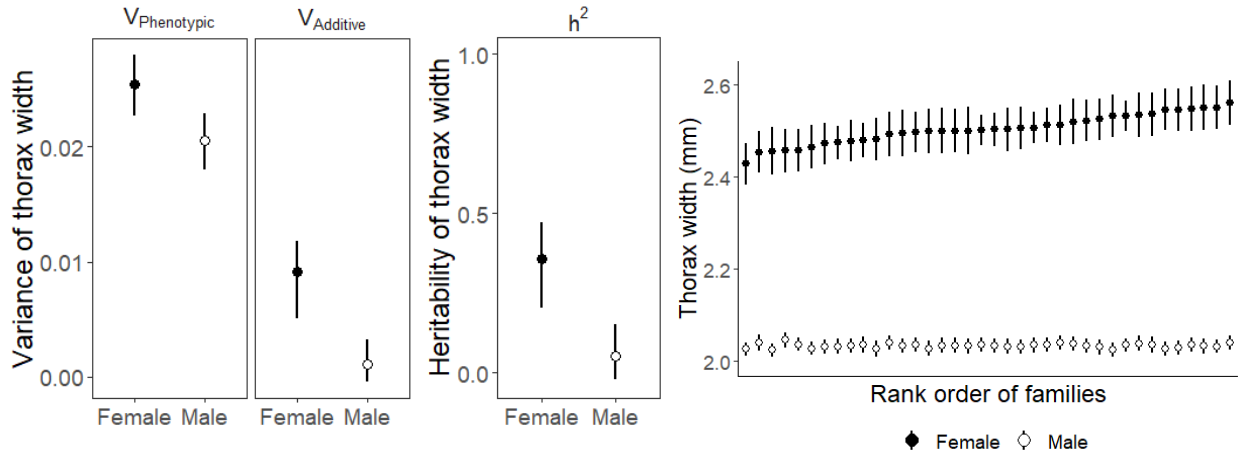 V Phenotypic
V Additive
h²
Variance of thorax width
0.02
0.01
0.00
Female Male
Female Male
Heritability of thorax width
1.0
0.5
0.0
Female Male
Thorax width (mm)
2.6
2.4
2.2
2.0
Rank order of families
Female Male